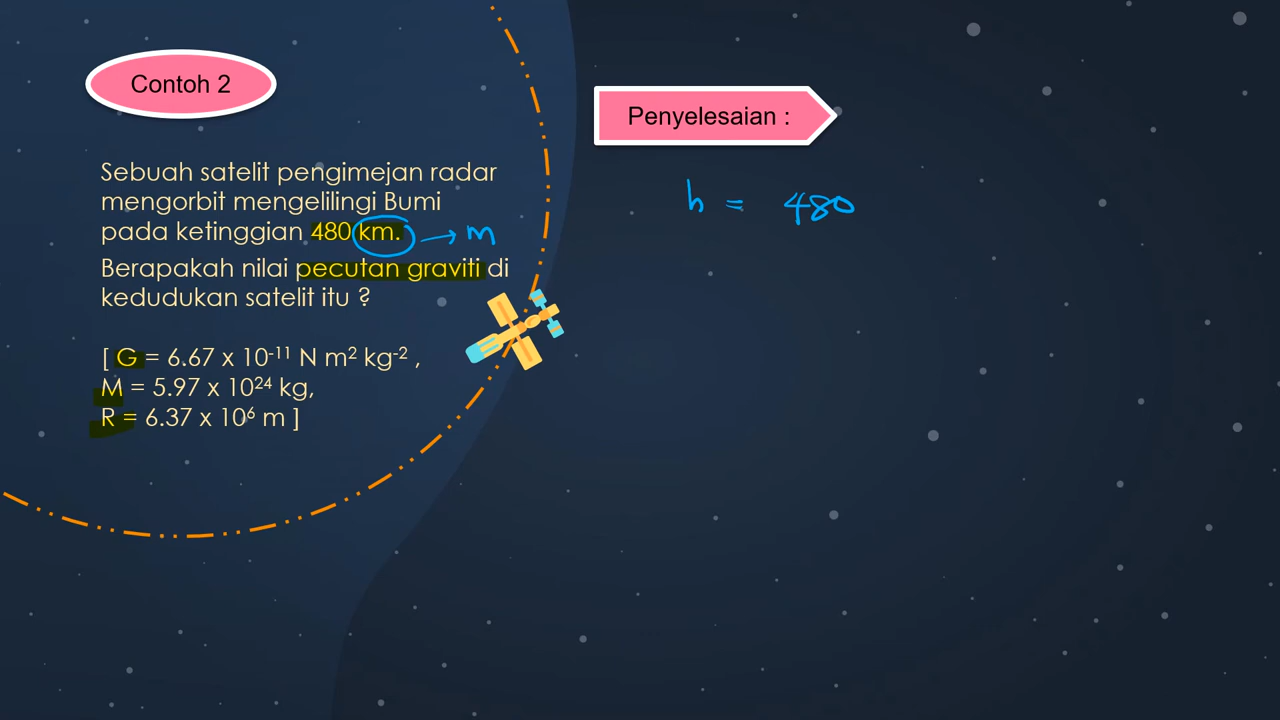 Contoh 2
Sebuah satelit pengimejan radar
mengorbit mengelilingi Bumi
pada ketinggian 480 km. → m
Berapakah nilai pecutan graviti di
kedudukan satelit itu ?
[ G = 6.67 x 10⁻¹¹ N m² kg⁻² ,
M = 5.97 x 10²⁴ kg,
R = 6.37 x 10⁶ m ]
Penyelesaian :
h = 480